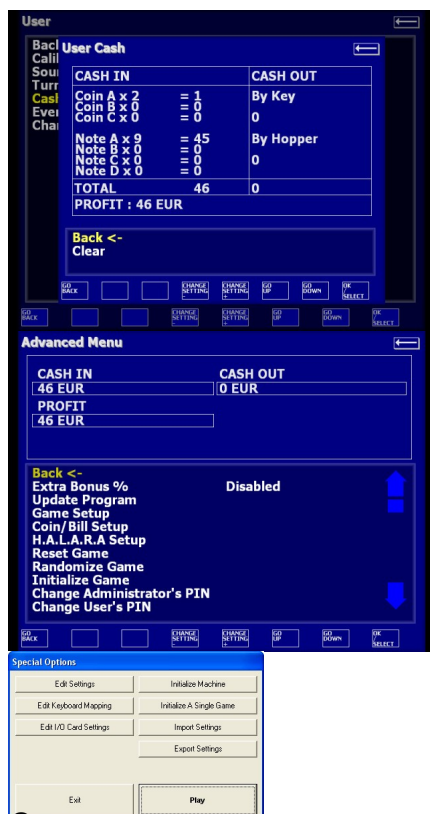 User
Back
Calil
Soun
Turr
Cash
Ever
Chan
User Cash
CASH IN CASH OUT
Coin A x 2 = 1 By Key
Coin B x 0 = 0
Coin C x 0 = 0 0
Note A x 9 = 45 By Hopper
Note B x 0 = 0
Note C x 0 = 0 0
Note D x 0 = 0
TOTAL 46 0
PROFIT : 46 EUR
Back <-
Clear
GO BACK CHANGE SETTING - CHANGE SETTING + GO UP GO DOWN OK / SELECT
GO BACK CHANGE SETTING - CHANGE SETTING + GO UP GO DOWN OK / SELECT
Advanced Menu
CASH IN CASH OUT
46 EUR 0 EUR
PROFIT
46 EUR
Back <-
Extra Bonus % Disabled
Update Program
Game Setup
Coin/Bill Setup
H.A.L.A.R.A Setup
Reset Game
Randomize Game
Initialize Game
Change Administrator's PIN
Change User's PIN
GO BACK CHANGE SETTING - CHANGE SETTING + GO UP GO DOWN OK / SELECT
Special Options
Edit Settings Initialize Machine
Edit Keyboard Mapping Initialize A Single Game
Edit I/O Card Settings Import Settings
Export Settings
Exit Play